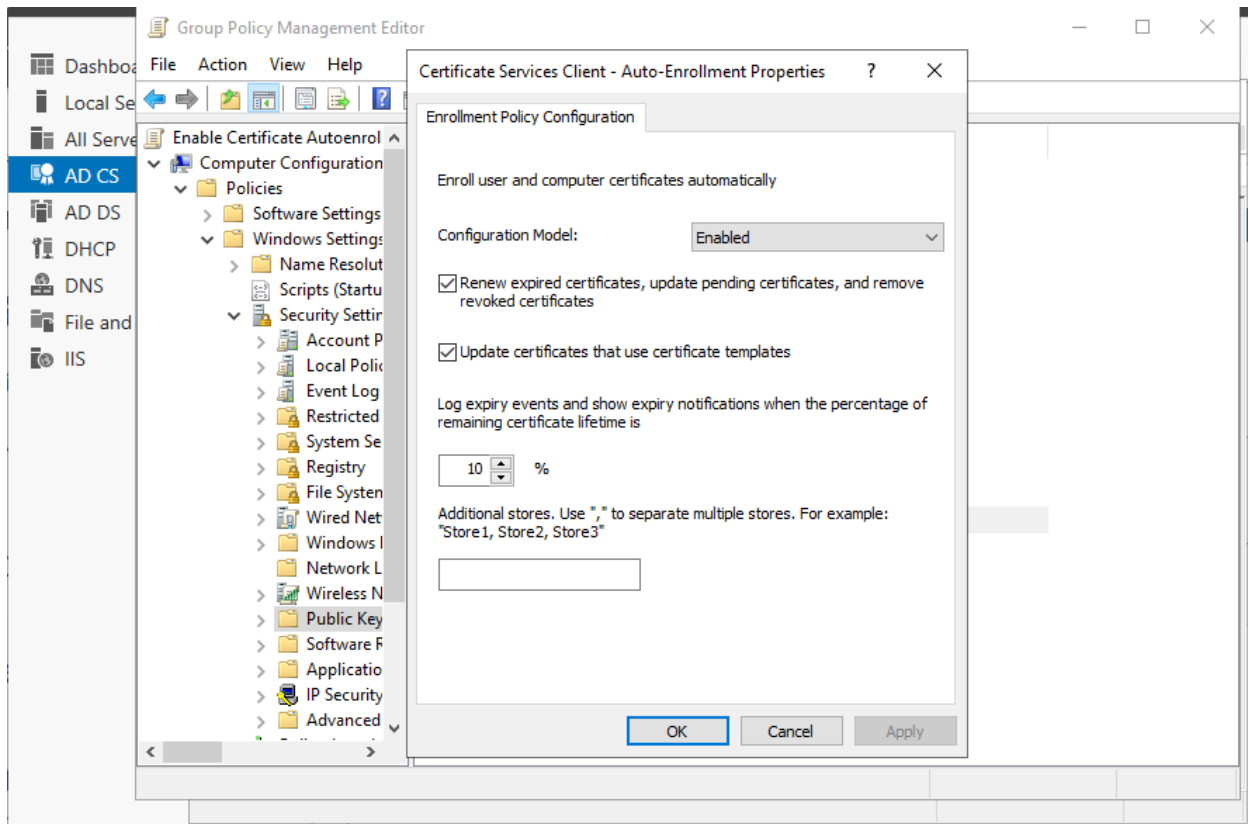 Group Policy Management Editor
File Action View Help
Dashboa
Local Se
All Serve
AD CS
AD DS
DHCP
DNS
File and
IIS
Enable Certificate Autoenrol
Computer Configuration
Policies
Software Settings
Windows Settings
Name Resolut
Scripts (Startu
Security Settin
Account P
Local Polic
Event Log
Restricted
System Se
Registry
File System
Wired Net
Windows
Network L
Wireless N
Public Key
Software R
Applicatio
IP Security
Advanced
Certificate Services Client - Auto-Enrollment Properties ?
Enrollment Policy Configuration
Enroll user and computer certificates automatically
Configuration Model: Enabled
Renew expired certificates, update pending certificates, and remove
revoked certificates
Update certificates that use certificate templates
Log expiry events and show expiry notifications when the percentage of
remaining certificate lifetime is
10 %
Additional stores. Use "," to separate multiple stores. For example:
"Store1, Store2, Store3"
OK Cancel Apply